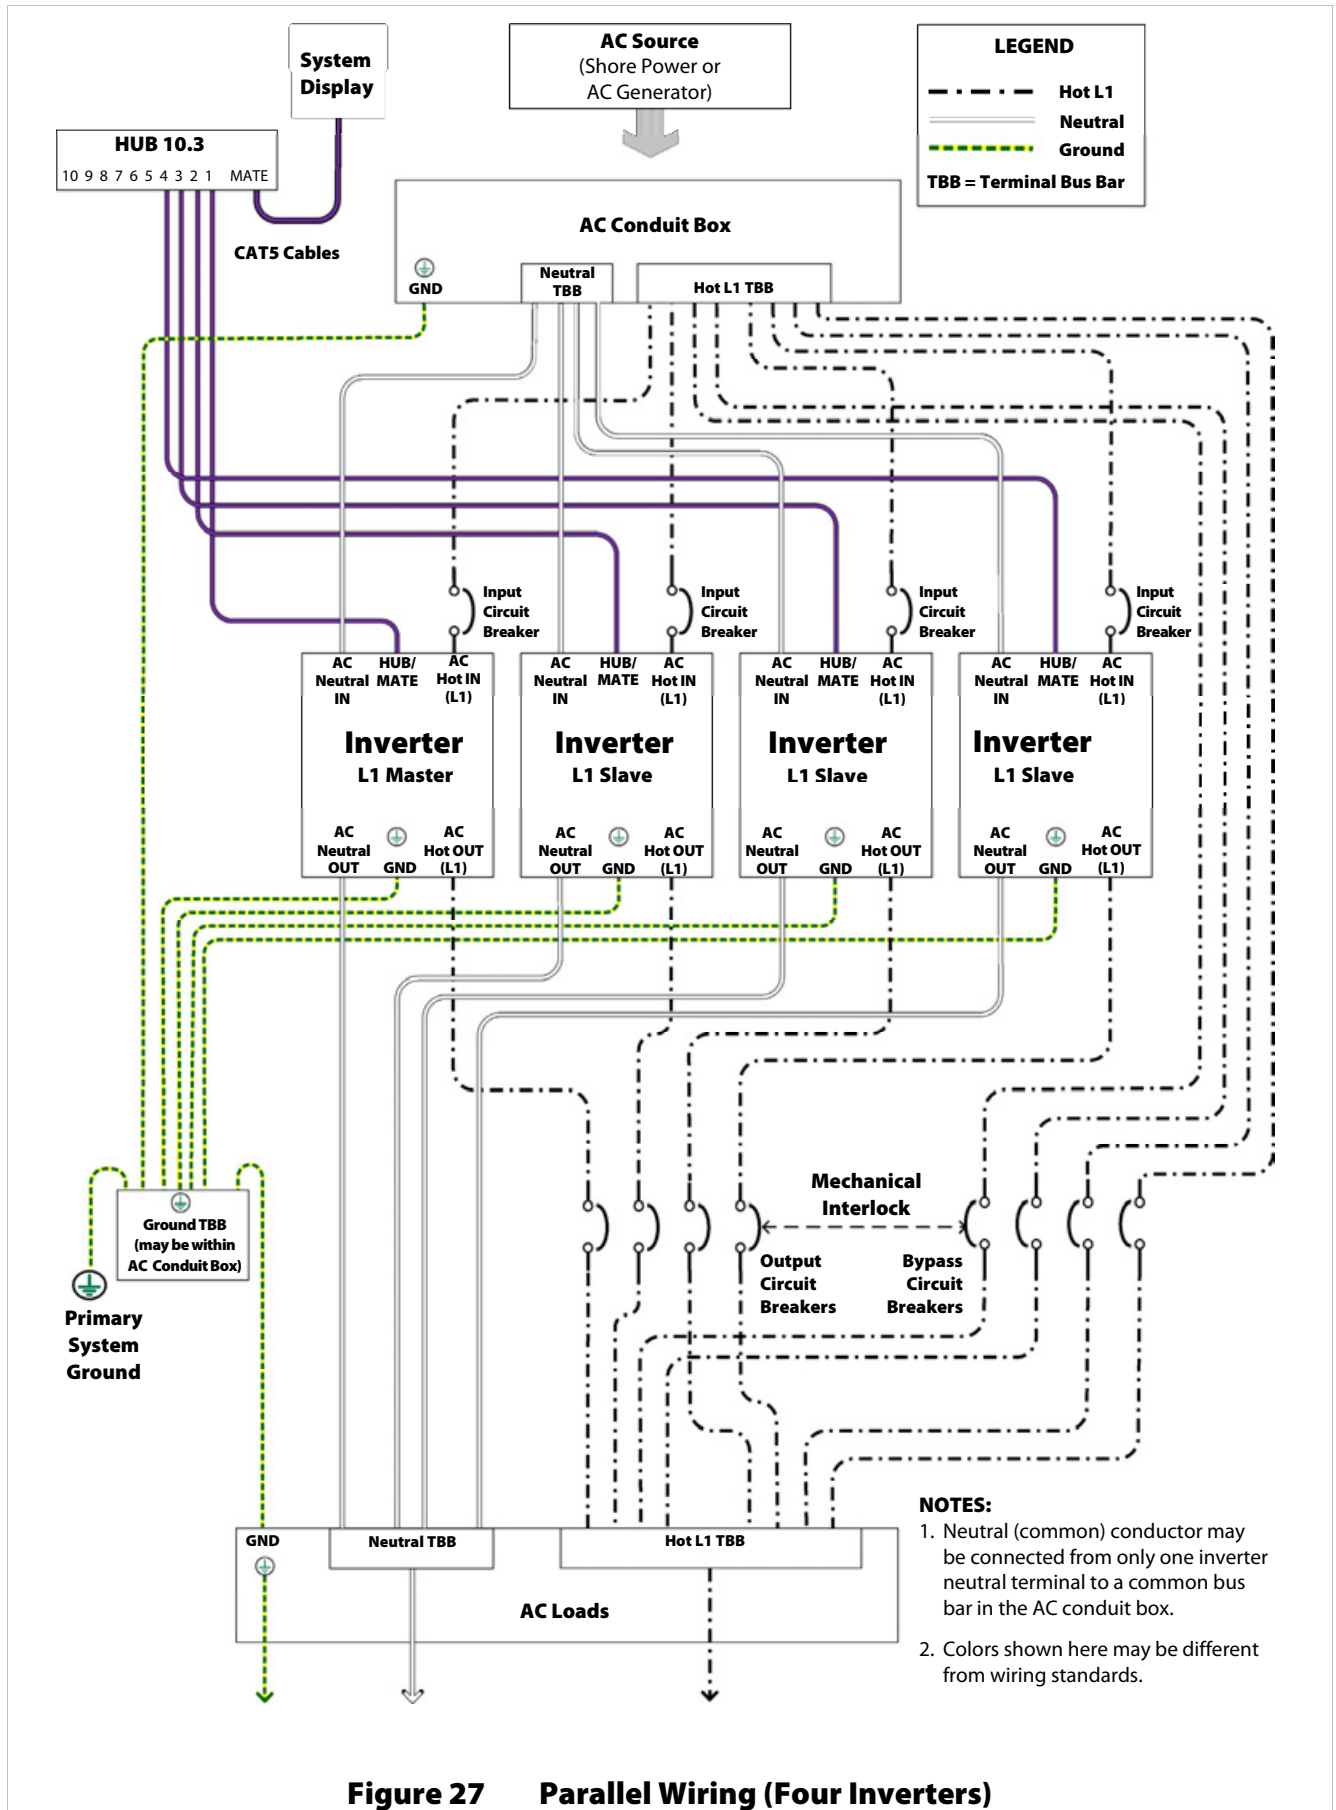 System
Display
AC Source
(Shore Power or
AC Generator)
LEGEND
Hot L1
Neutral
Ground
TBB = Terminal Bus Bar
HUB 10.3
10 9 8 7 6 5 4 3 2 1 MATE
CAT5 Cables
AC Conduit Box
GND
Neutral
TBB
Hot L1 TBB
Input
Circuit
Breaker
Input
Circuit
Breaker
Input
Circuit
Breaker
Input
Circuit
Breaker
AC
Neutral
IN
HUB/
MATE
AC
Hot IN
(L1)
Inverter
L1 Master
AC
Neutral
OUT
GND
AC
Hot OUT
(L1)
AC
Neutral
IN
HUB/
MATE
AC
Hot IN
(L1)
Inverter
L1 Slave
AC
Neutral
OUT
GND
AC
Hot OUT
(L1)
AC
Neutral
IN
HUB/
MATE
AC
Hot IN
(L1)
Inverter
L1 Slave
AC
Neutral
OUT
GND
AC
Hot OUT
(L1)
AC
Neutral
IN
HUB/
MATE
AC
Hot IN
(L1)
Inverter
L1 Slave
AC
Neutral
OUT
GND
AC
Hot OUT
(L1)
Mechanical
Interlock
Output
Circuit
Breakers
Bypass
Circuit
Breakers
Ground TBB
(may be within
AC Conduit Box)
Primary
System
Ground
GND
Neutral TBB
Hot L1 TBB
AC Loads
NOTES:
1. Neutral (common) conductor may
be connected from only one inverter
neutral terminal to a common bus
bar in the AC conduit box.
2. Colors shown here may be different
from wiring standards.
Figure 27 Parallel Wiring (Four Inverters)